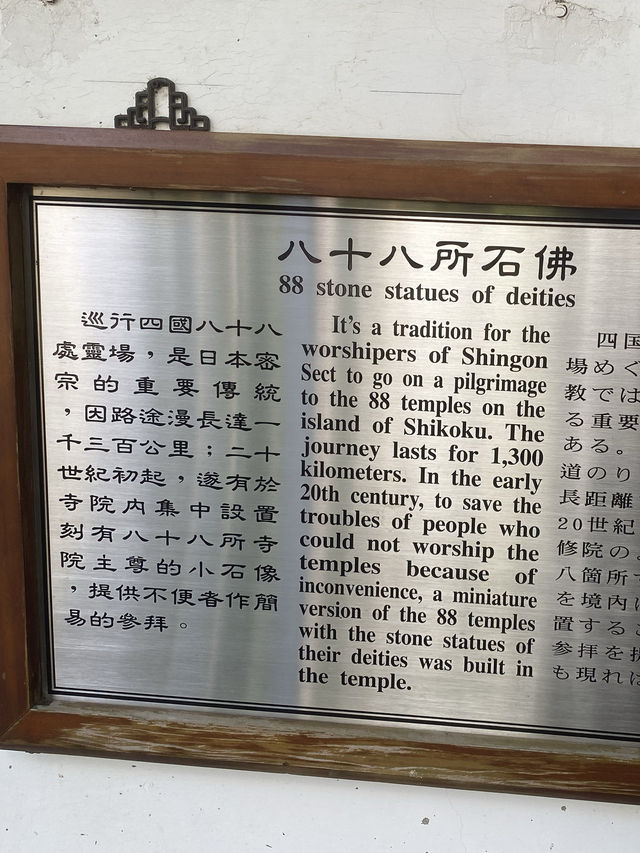 八十八所石佛
88 stone statues of deities
巡行四國八十八
處靈場，是日本密
宗的重要傳統
，因路途漫長達一
千三百公里；二十
世紀初起，遂有於
寺院內集中設置
刻有八十八所寺
院主尊的小石像
，提供不便者作簡
易的參拜。
It's a tradition for the
worshipers of Shingon
Sect to go on a pilgrimage
to the 88 temples on the
island of Shikoku. The
journey lasts for 1,300
kilometers. In the early
20th century, to save the
troubles of people who
could not worship the
temples because of
inconvenience, a miniature
version of the 88 temples
with the stone statues of
their deities was built in
the temple.
四国
場めぐ
教では
る重要
ある。
道のり
長距離
20世紀
修院の
八箇所
を境内
置する
参拝を
も現れ